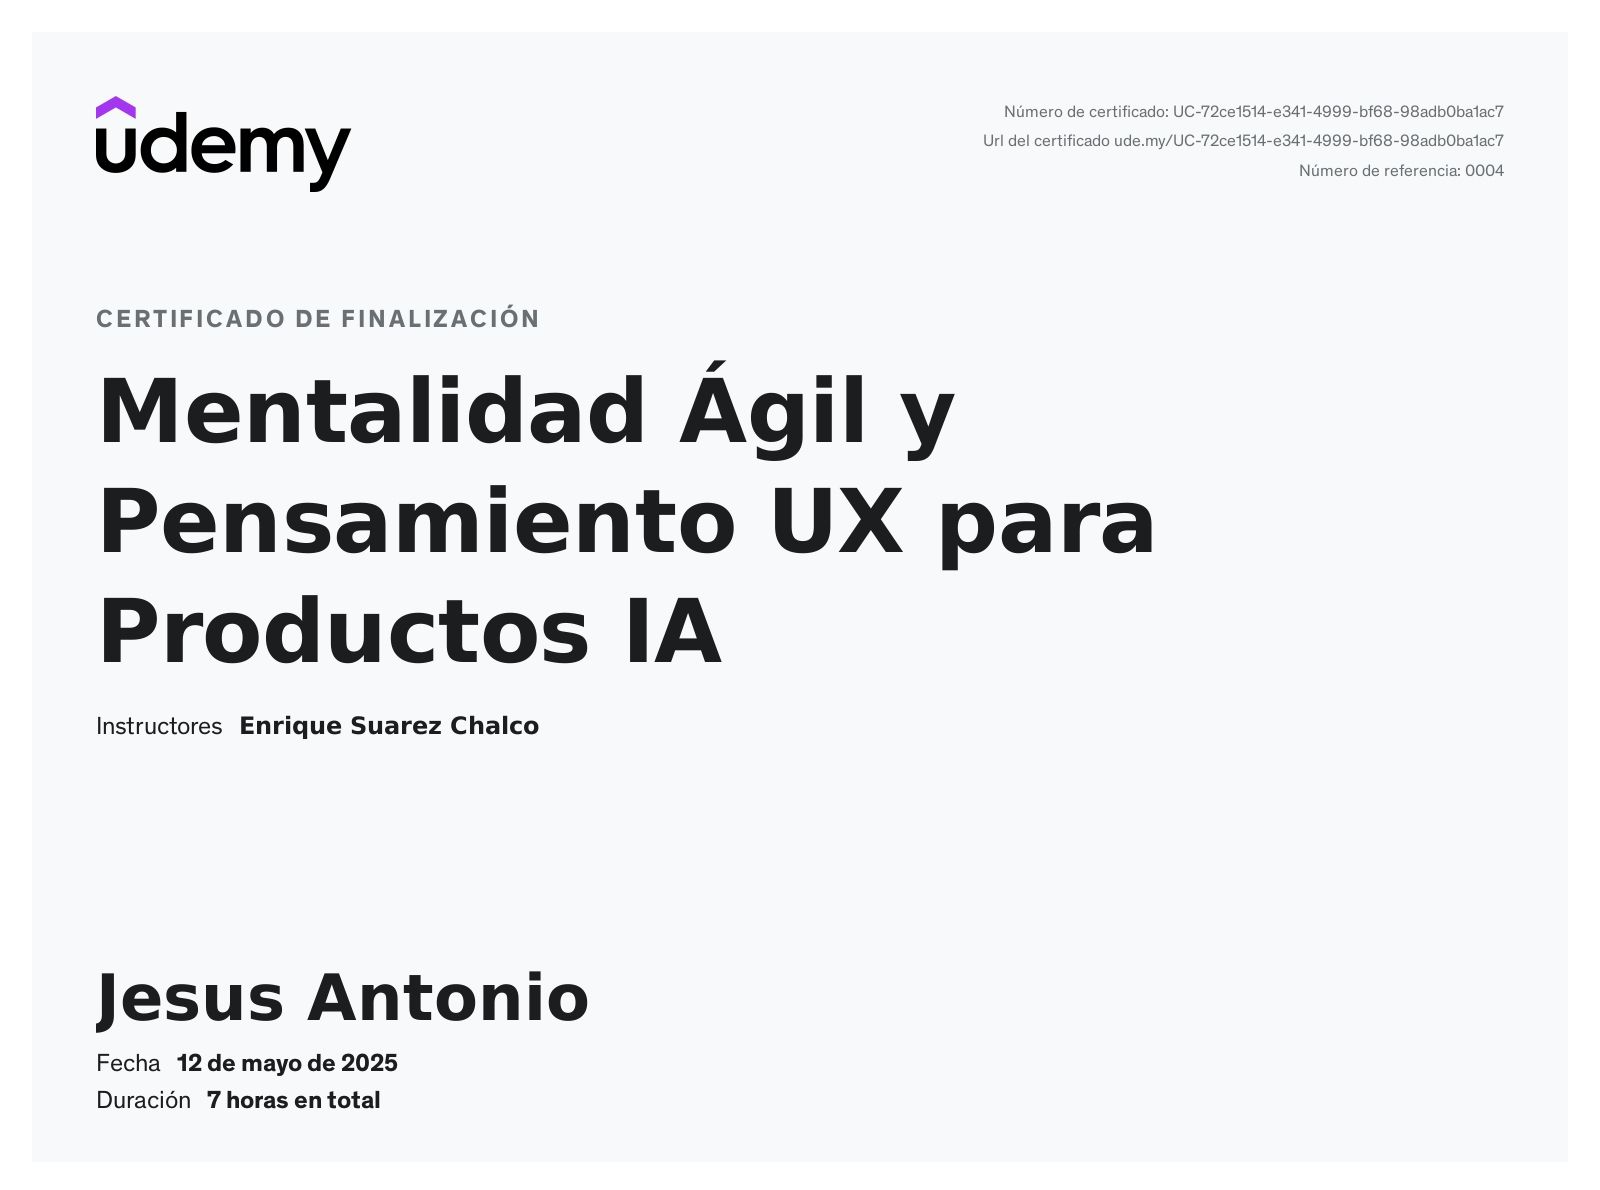 udemy
Número de certificado: UC-72ce1514-e341-4999-bf68-98adb0ba1ac7
Url del certificado ude.my/UC-72ce1514-e341-4999-bf68-98adb0ba1ac7
Número de referencia: 0004
CERTIFICADO DE FINALIZACIÓN
Mentalidad Ágil y
Pensamiento UX para
Productos IA
Instructores Enrique Suarez Chalco
Jesus Antonio
Fecha 12 de mayo de 2025
Duración 7 horas en total